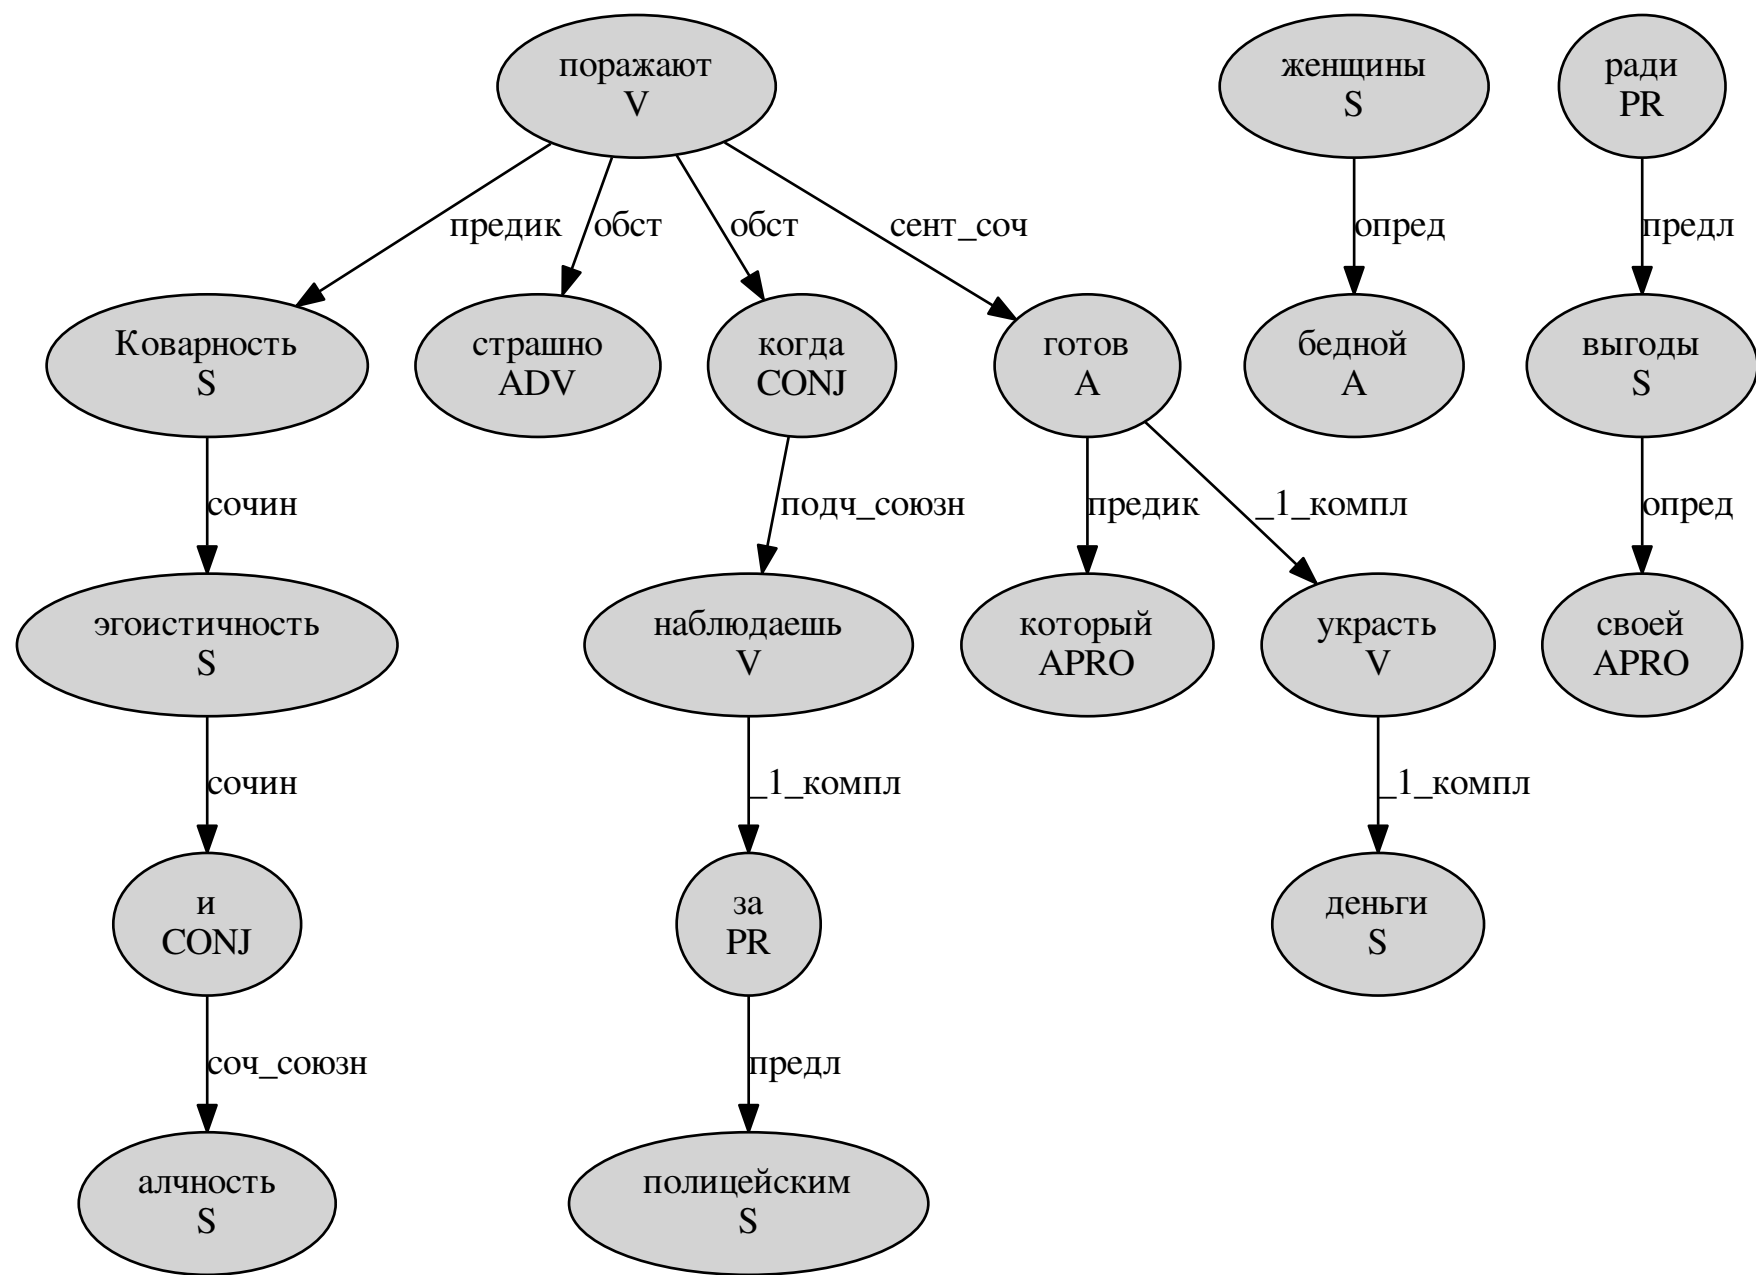 поражают
V
женщины
S
ради
PR
предик
обст
обст
сент_соч
опред
предл
Коварность
S
страшно
ADV
когда
CONJ
готов
A
бедной
A
выгоды
S
сочин
подч_союзн
предик
_1_компл
опред
эгоистичность
S
наблюдаешь
V
который
APRO
украсть
V
своей
APRO
сочин
_1_компл
_1_компл
и
CONJ
за
PR
деньги
S
соч_союзн
предл
алчность
S
полицейским
S